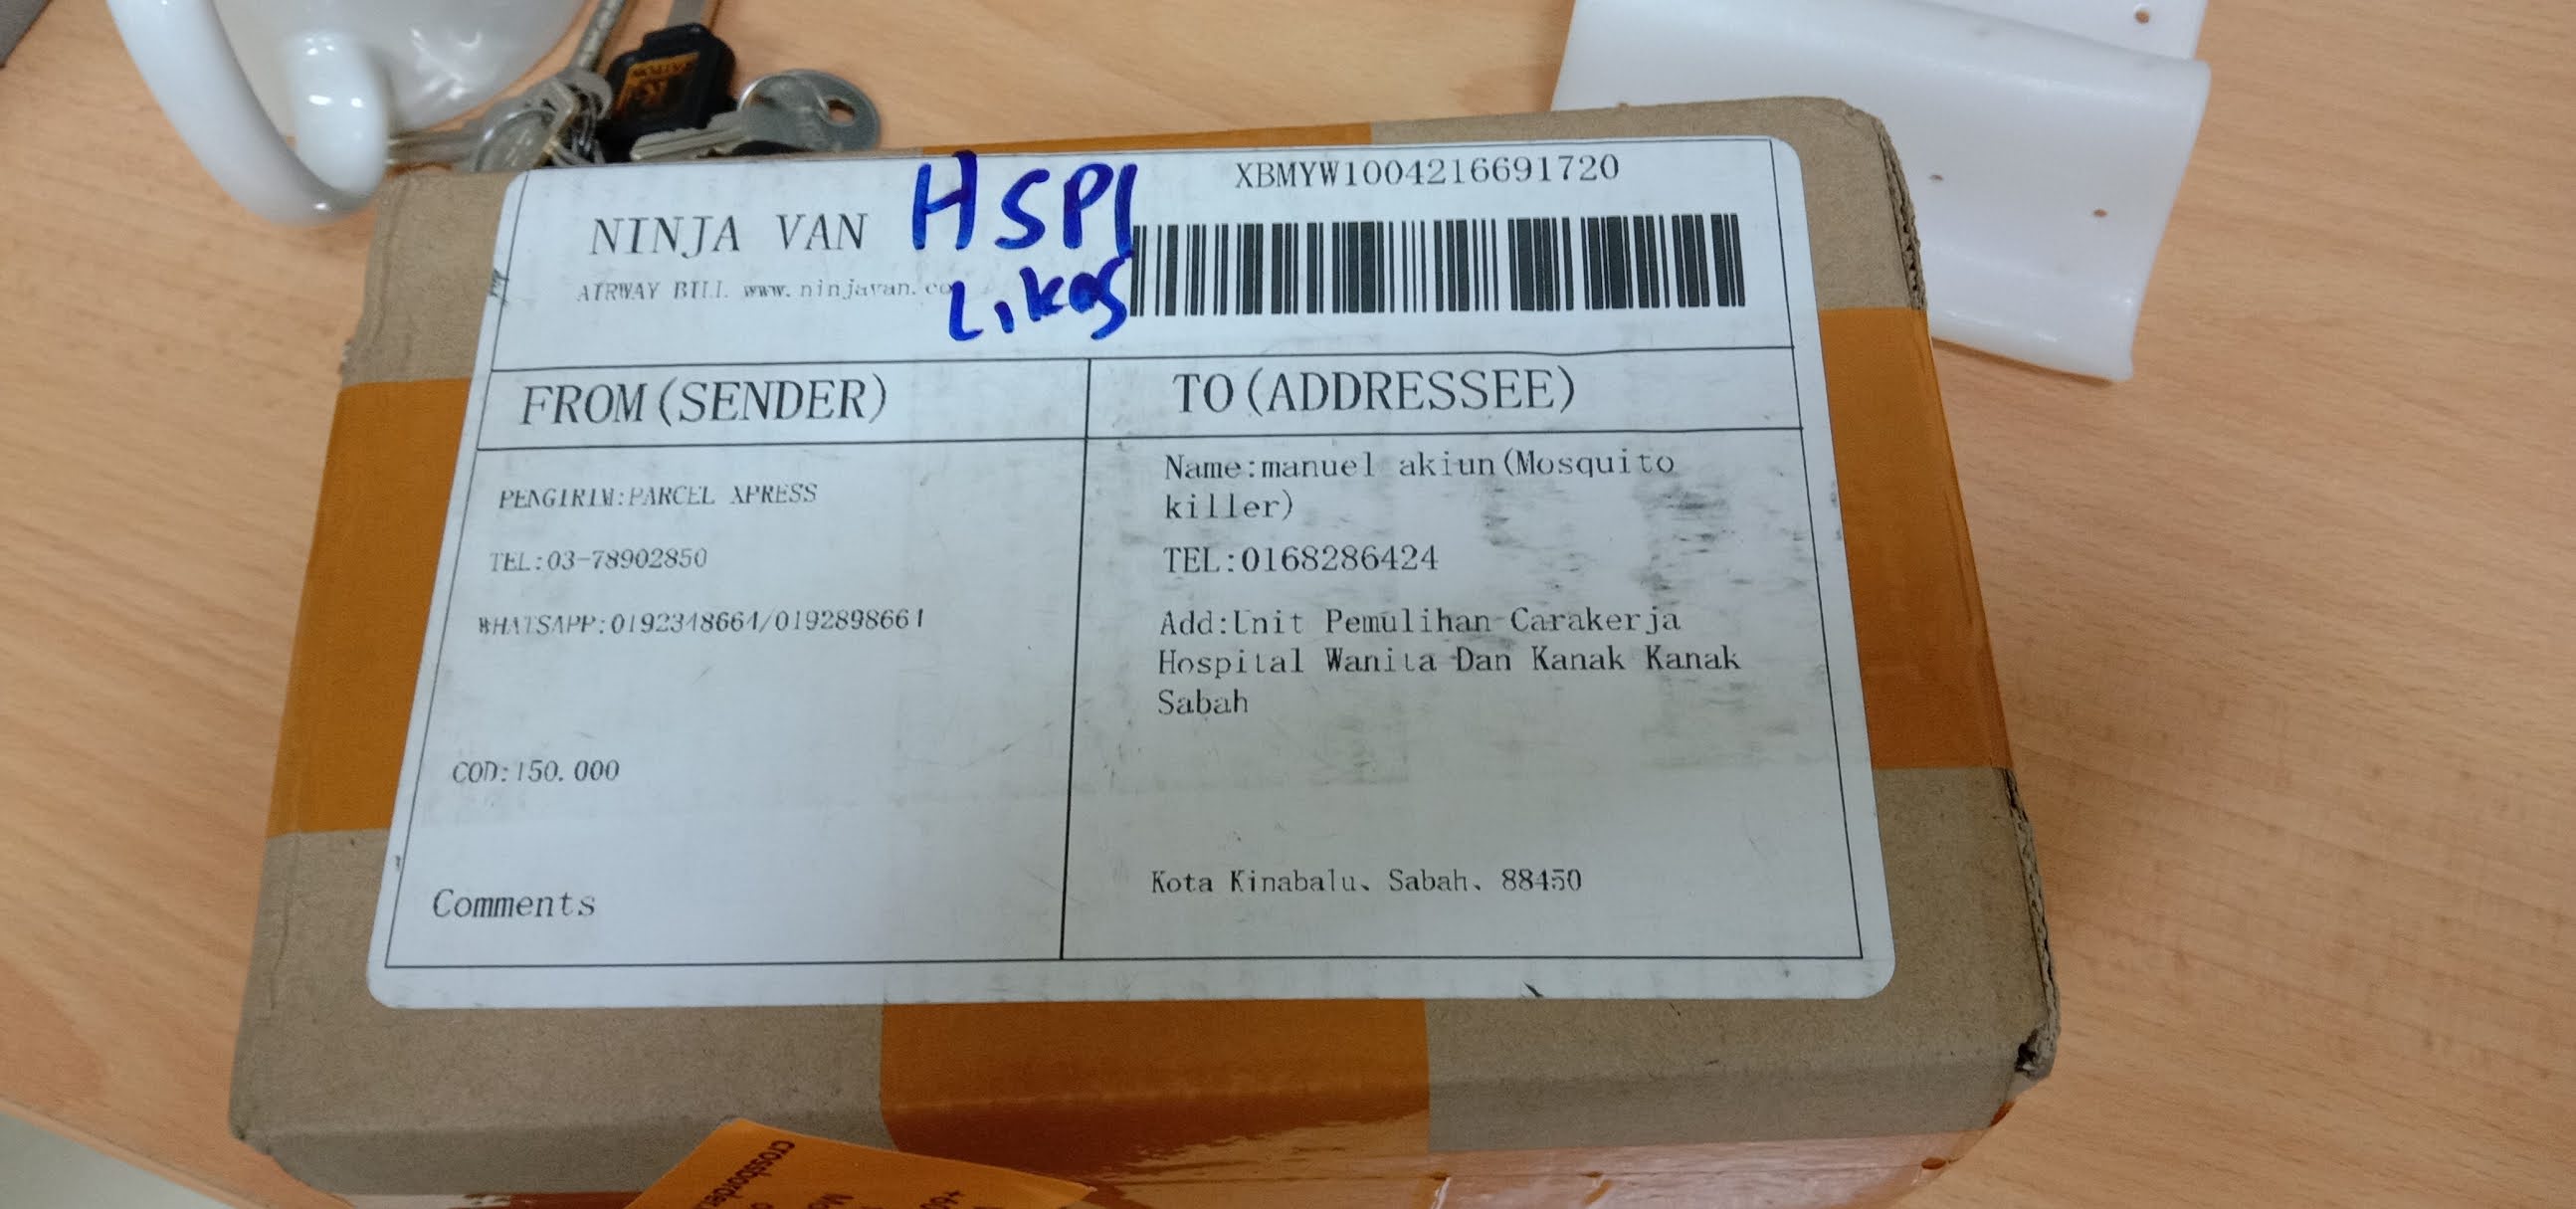 NINJA VAN
HSPI
Likas
AIRWAY BILL www.ninjavan.co
XBMYW1004216691720
FROM(SENDER)
PENGIRIM:PARCEL XPRESS
TEL:03-78902850
WHATSAPP:0192348664/0192898661
COD:150.000
Comments
TO(ADDRESSEE)
Name:manuel akiun(Mosquito
killer)
TEL:0168286424
Add:Unit Pemulihan Carakerja
Hospital Wanita Dan Kanak Kanak
Sabah
Kota Kinabalu、Sabah、88450